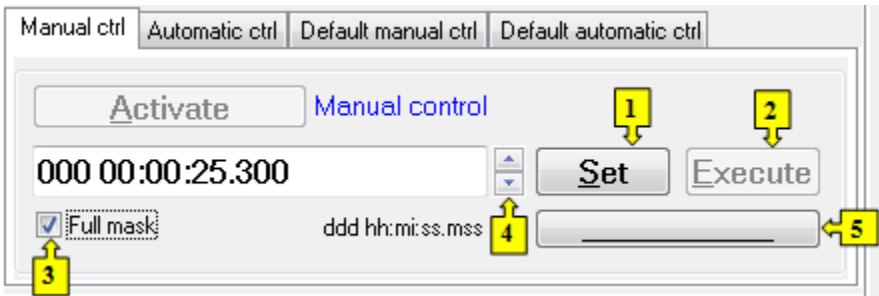 Manual ctrl Automatic ctrl Default manual ctrl Default automatic ctrl
Activate Manual control 1 2
000 00:00:25.300 Set Execute
Full mask ddd hh:mi:ss.mss 4 5
3